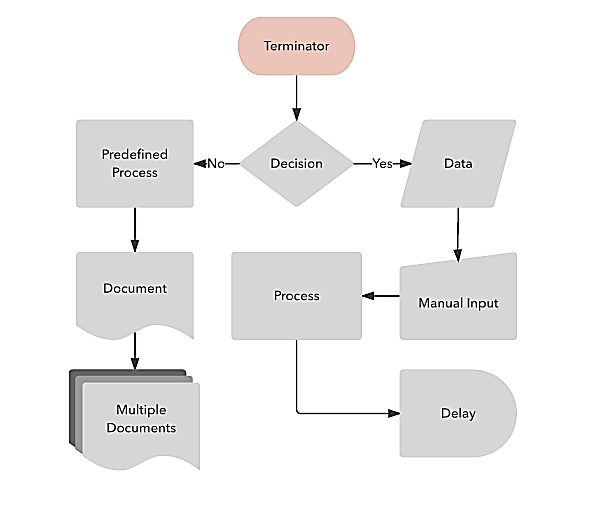 Terminator
Predefined
Process
No
Decision
Yes
Data
Document
Process
Manual Input
Multiple
Documents
Delay